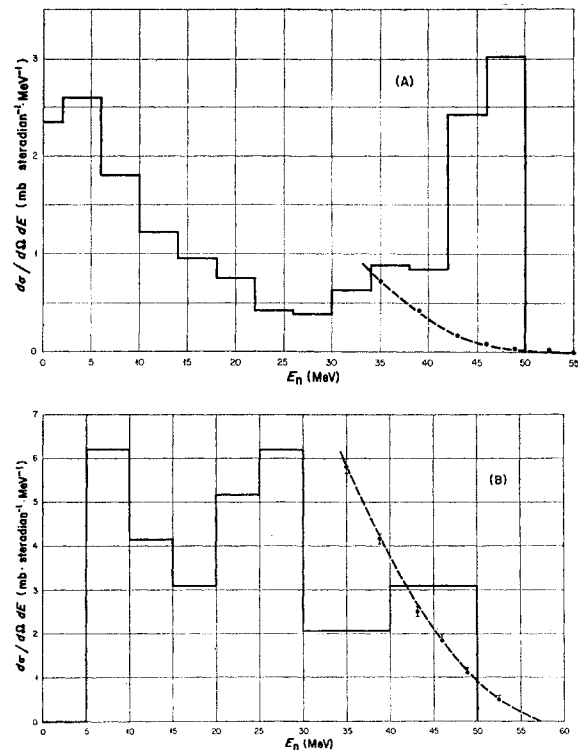 (A)
dσ / dΩ dE ( mb steradian⁻¹ · MeV⁻¹)
3
2
1
0
0 5 10 15 20 25 30 35 40 45 50 55
Eₙ (MeV)
(B)
dσ / dΩ dE ( mb · steradian⁻¹ · MeV⁻¹)
7
6
5
4
3
2
1
0
0 5 10 15 20 25 30 35 40 45 50 55 60
Eₙ (MeV)